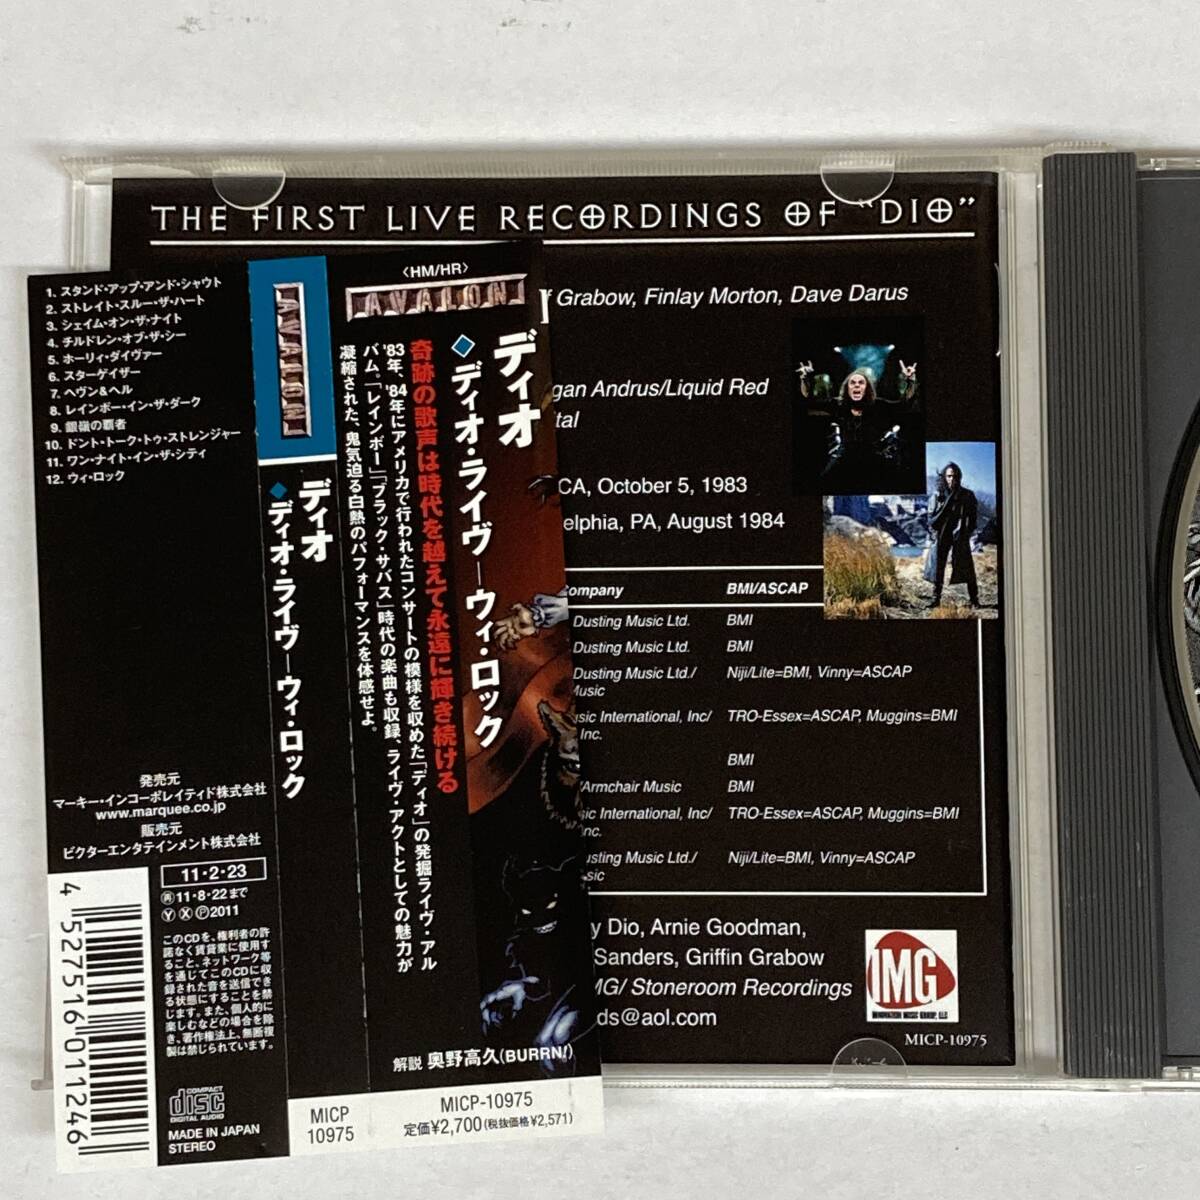 THE FIRST LIVE RECORDINGS OF "DIO"
Grabow, Finlay Morton, Dave Darus
Andrus/Liquid Red
CA, October 5, 1983
PA, August 1984
BMI/ASCAP
Dusting Music Ltd. BMI
Dusting Music Ltd. BMI
Dusting Music Ltd./ Niji/Lite=BMI, Vinny=ASCAP
Music
International, Inc/ TRO-Essex=ASCAP, Muggins=BMI
Inc.
BMI
/Armchair Music BMI
International, Inc/ TRO-Essex=ASCAP, Muggins=BMI
Music Ltd./ Niji/Lite=BMI, Vinny=ASCAP
Dio, Arnie Goodman,
Sanders, Griffin Grabow
Stoneroom Recordings
ds@aol.com
IMG
INNOVATION MUSIC GROUP, LLC
MICP-10975
1. スタンド・アップ・アンド・シャウト
2. ストレイト・スルー・ザ・ハート
3. シェイム・オン・ザ・ナイト
4. チルドレン・オブ・ザ・シー
5. ホーリィ・ダイヴァー
6. スターゲイザー
7. ヘヴン&ヘル
8. レインボー・イン・ザ・ダーク
9. 銀嶺の覇者
10. ドント・トーク・トゥ・ストレンジャー
11. ワン・ナイト・イン・ザ・シティ
12. ウィ・ロック
発売元
マーキー・インコーポレイティド株式会社
www.marquee.co.jp
販売元
ビクターエンタテインメント株式会社
11・2・23
再11・8・22まで
Ⓨ Ⓧ Ⓟ2011
このCDを、権利者の許
諾なく賃貸業に使用す
ること、ネットワーク等
を通じてこのCDに収
録された音を送信でき
る状態にすることを禁
じます。また、個人的に
楽しむなどの場合を除
き、著作権法上、無断複
製は禁じられています。
COMPACT
disc
DIGITAL AUDIO
MADE IN JAPAN
STEREO
4 527516 011246
AVALON
ディオ
◆ディオ・ライヴ—ウィ・ロック
MICP
10975
〈HM/HR〉
AVALON
ディオ
◆ディオ・ライヴ—ウィ・ロック
奇跡の歌声は時代を越えて永遠に輝き続ける
'83年、'84年にアメリカで行われたコンサートの模様を収めた「ディオ」の発掘ライヴ・アル
バム。「レインボー」「ブラック・サバス」時代の楽曲も収録、ライヴ・アクトとしての魅力が
凝縮された、鬼気迫る白熱のパフォーマンスを体感せよ。
解説 奥野高久(BURRN!)
MICP-10975
定価¥2,700(税抜価格¥2,571)